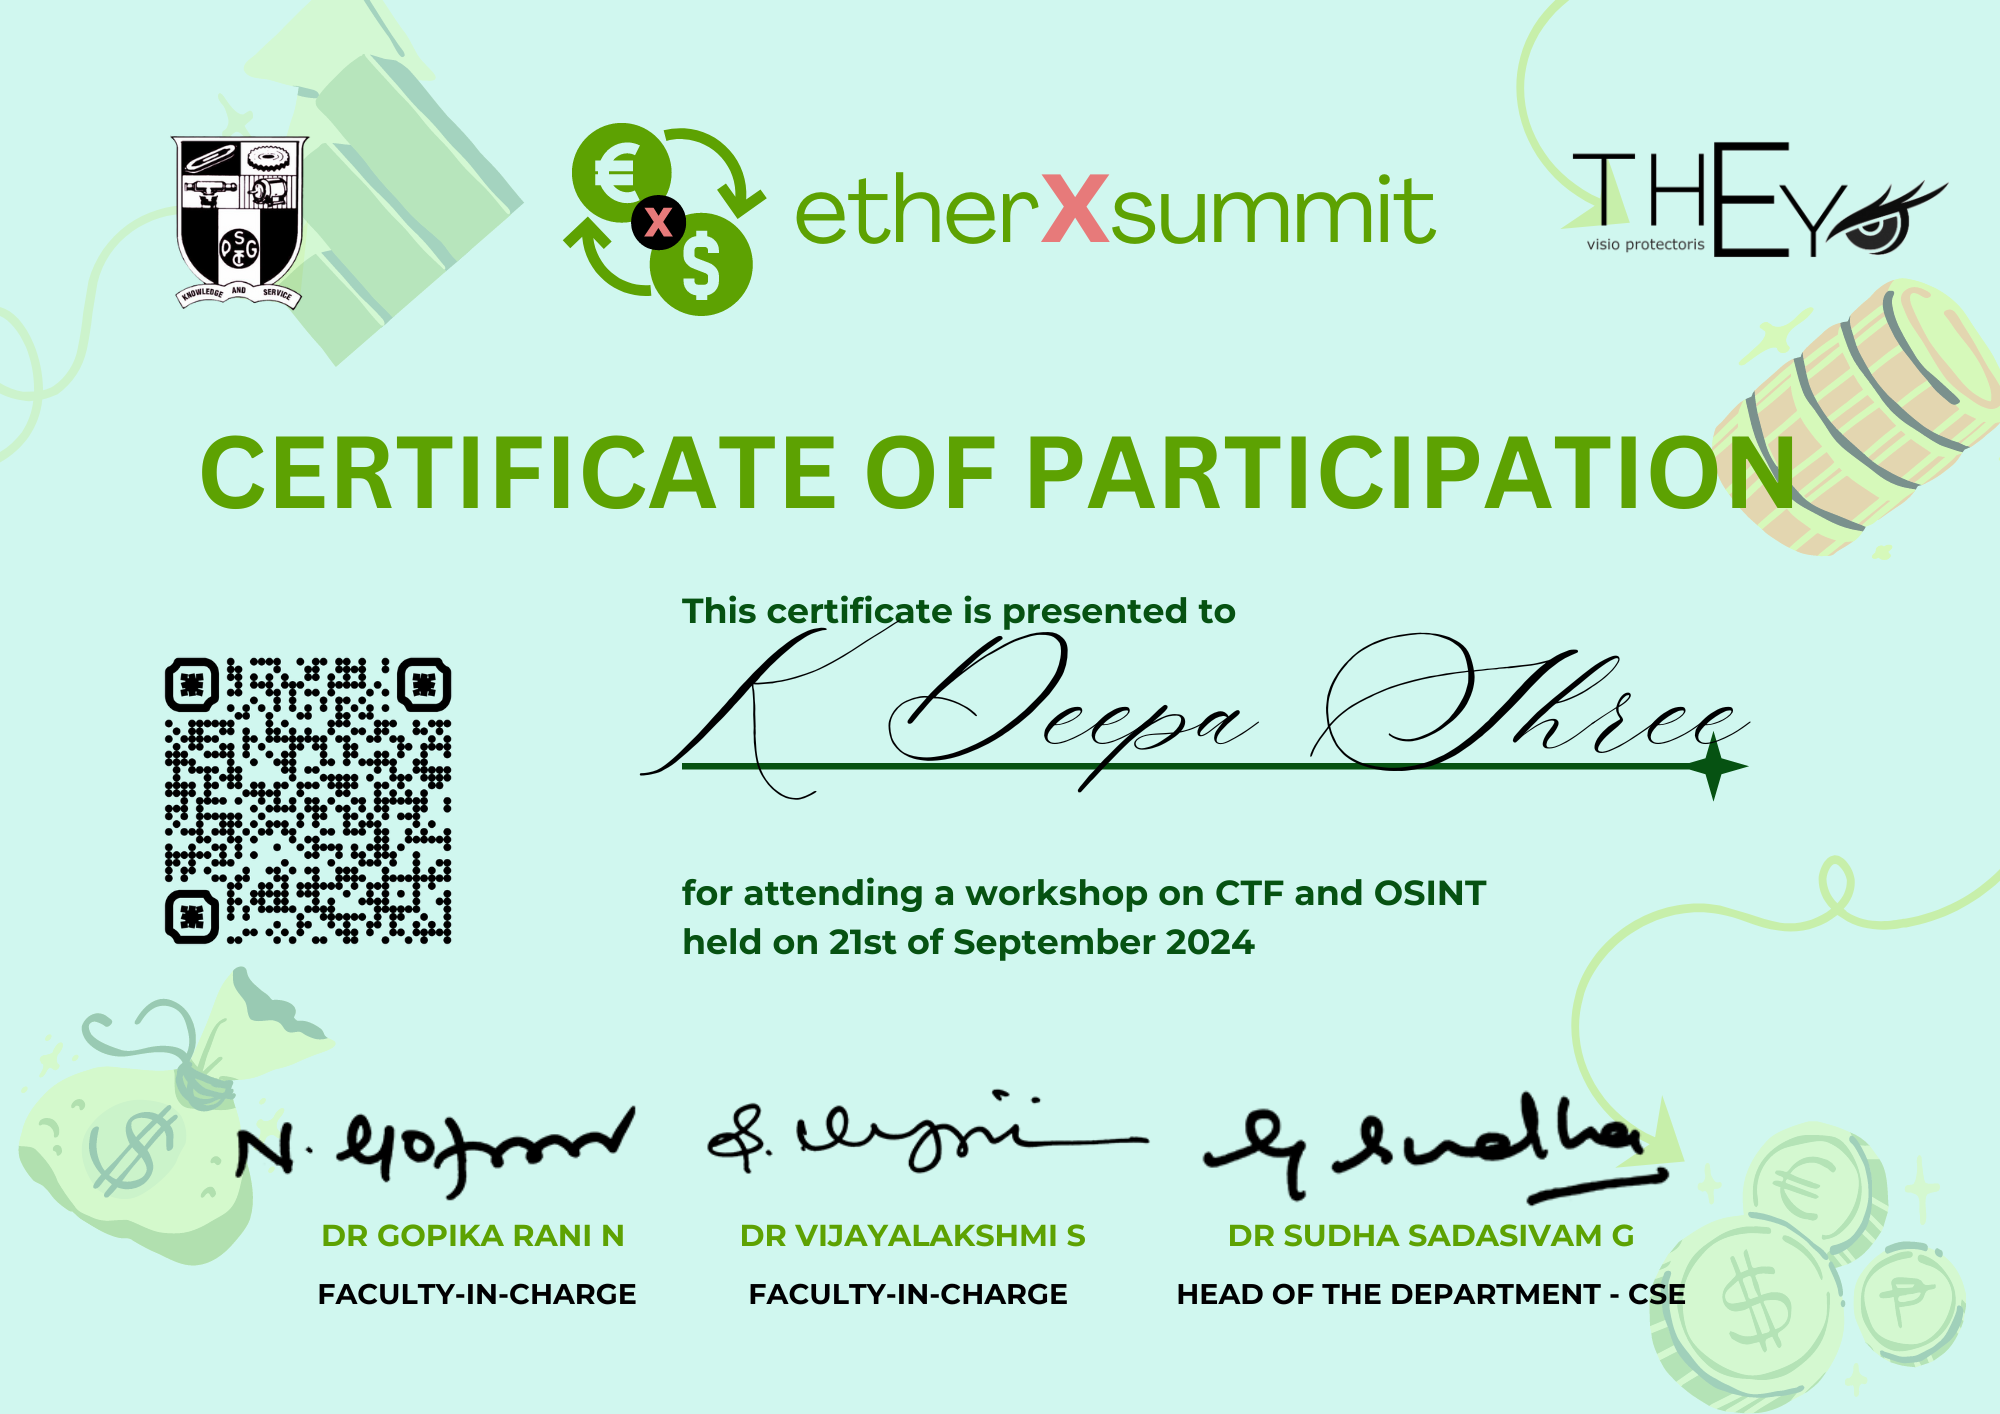 KNOWLEDGE AND SERVICE
PSG
TC
€
X
$
etherXsummit
THEY
visio protectoris
CERTIFICATE OF PARTICIPATION
This certificate is presented to
K Deepa Shree
for attending a workshop on CTF and OSINT
held on 21st of September 2024
N. Gopika
S. Vijaya
G Sudha
DR GOPIKA RANI N
DR VIJAYALAKSHMI S
DR SUDHA SADASIVAM G
FACULTY-IN-CHARGE
FACULTY-IN-CHARGE
HEAD OF THE DEPARTMENT - CSE